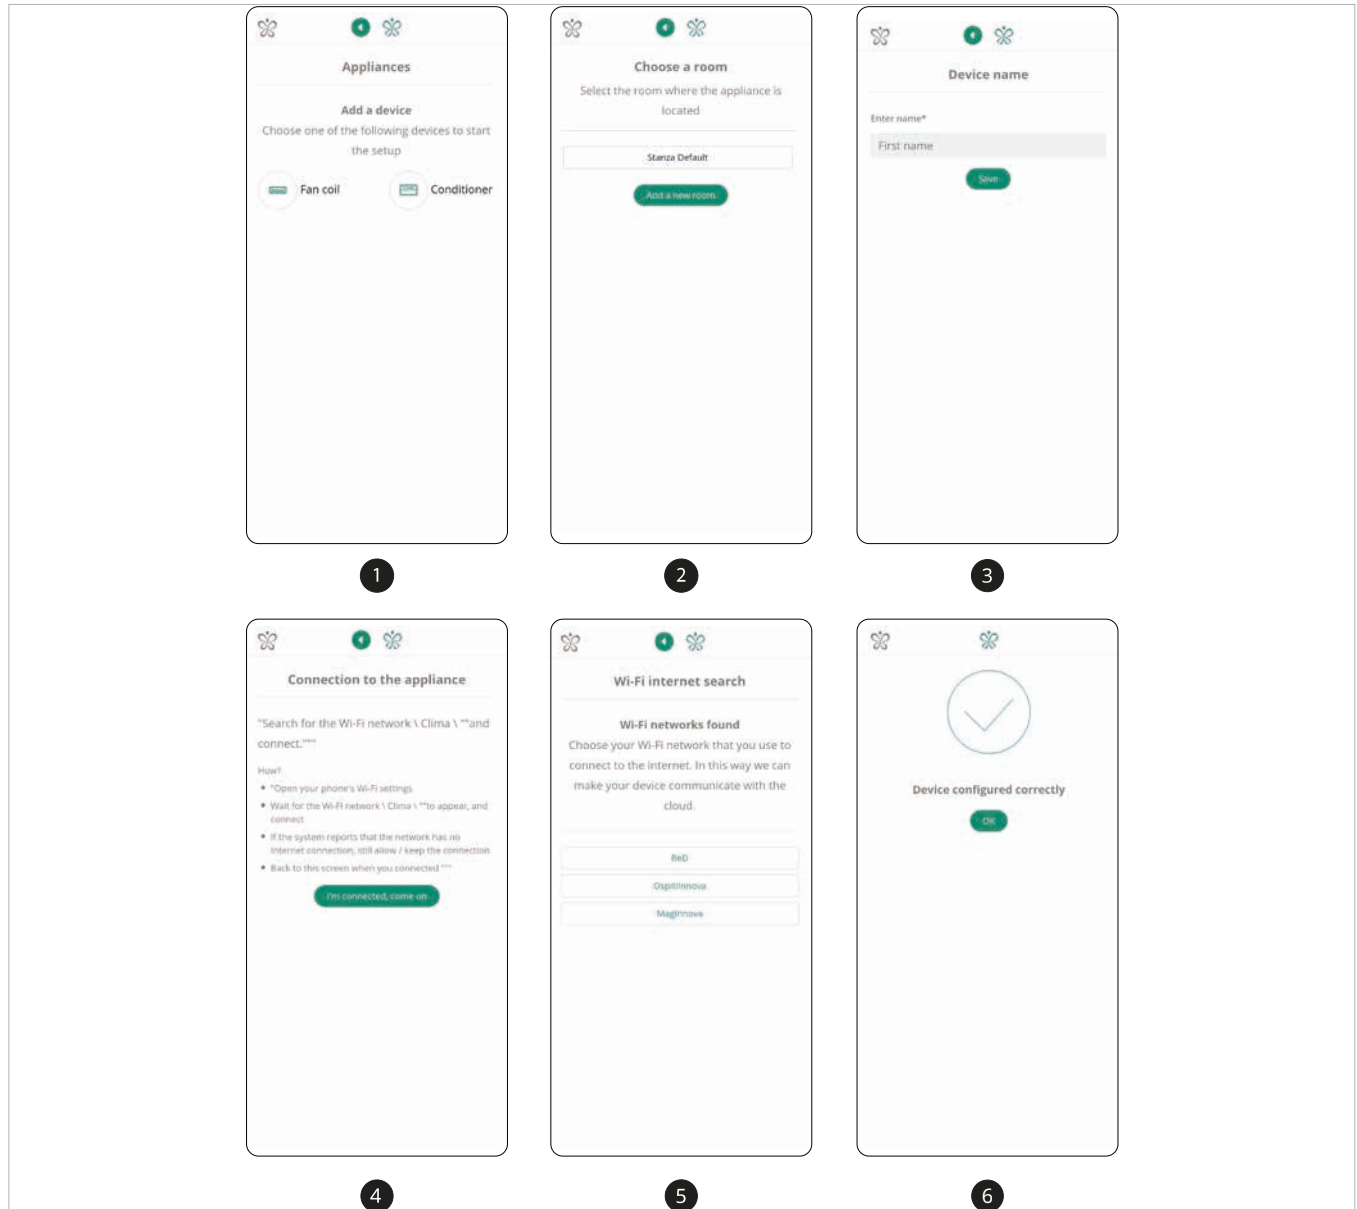 Appliances
Add a device
Choose one of the following devices to start
the setup
Fan coil
Conditioner
1
Choose a room
Select the room where the appliance is
located
Stanza Default
Add a new room
2
Device name
Enter name*
First name
Save
3
Connection to the appliance
"Search for the Wi-Fi network \ Clima \ ""and
connect."""
How?
• "Open your phone's Wi-Fi settings
• Wait for the Wi-Fi network \ Clima \ ""to appear, and
connect
• If the system reports that the network has no
Internet connection, still allow / keep the connection
• Back to this screen when you connected """
I'm connected, come on
4
Wi-Fi internet search
Wi-Fi networks found
Choose your Wi-Fi network that you use to
connect to the internet. In this way we can
make your device communicate with the
cloud.
ReD
OspitiInnova
MagInnova
5
Device configured correctly
OK
6